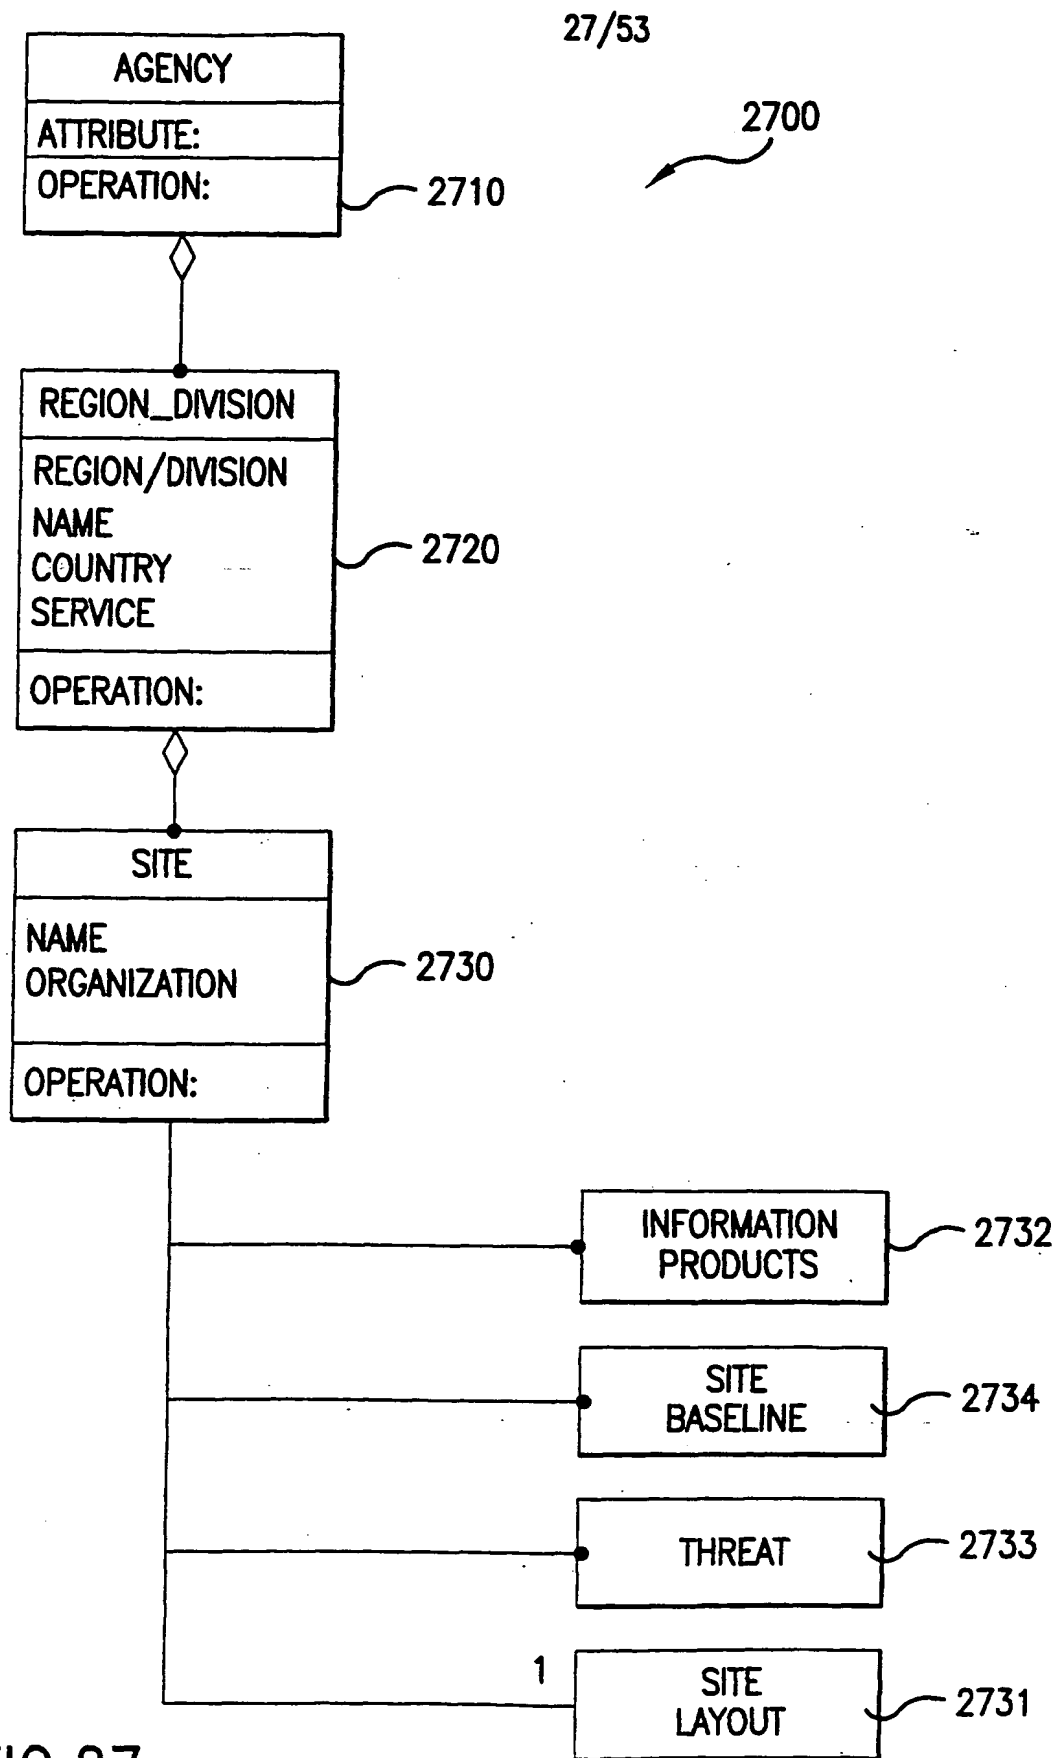 27/53
AGENCY
ATTRIBUTE:
OPERATION:
2710
2700
REGION_DIVISION
REGION/DIVISION
NAME
COUNTRY
SERVICE
OPERATION:
2720
SITE
NAME
ORGANIZATION
OPERATION:
2730
INFORMATION
PRODUCTS
2732
SITE
BASELINE
2734
THREAT
2733
1
SITE
LAYOUT
2731